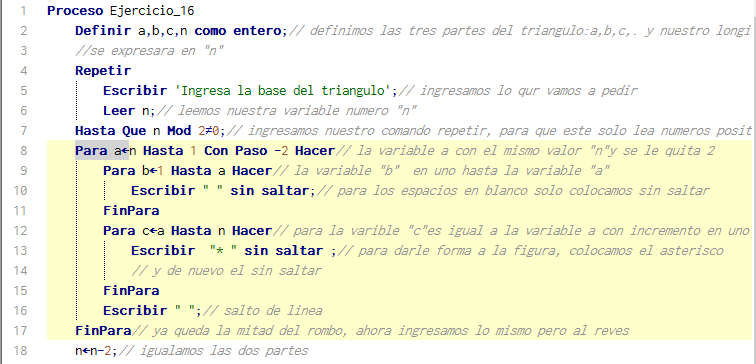 1 Proceso Ejercicio_16
2 Definir a,b,c,n como entero;// definimos las tres partes del triangulo:a,b,c,. y nuestro longi
3 //se expresara en "n"
4 Repetir
5 Escribir 'Ingresa la base del triangulo';// ingresamos lo qur vamos a pedir
6 Leer n;// leemos nuestra variable numero "n"
7 Hasta Que n Mod 2≠0;// ingresamos nuestro comando repetir, para que este solo lea numeros posit
8 Para a←n Hasta 1 Con Paso -2 Hacer// la variable a con el mismo valor "n"y se le quita 2
9 Para b←1 Hasta a Hacer// la variable "b"  en uno hasta la variable "a"
10 Escribir " " sin saltar;// para los espacios en blanco solo colocamos sin saltar
11 FinPara
12 Para c←a Hasta n Hacer// para la varible "c"es igual a la variable a con incremento en uno
13 Escribir  "* " sin saltar ;// para darle forma a la figura, colocamos el asterisco
14 // y de nuevo el sin saltar
15 FinPara
16 Escribir " ";// salto de linea
17 FinPara// ya queda la mitad del rombo, ahora ingresamos lo mismo pero al reves
18 n←n-2;// igualamos las dos partes